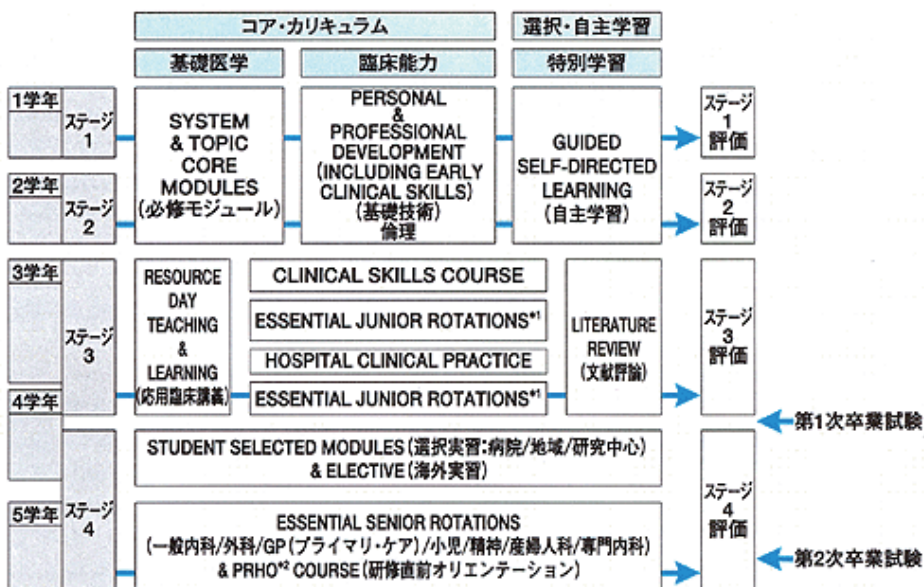 コア・カリキュラム
選択・自主学習
基礎医学
臨床能力
特別学習
1学年
ステージ
1
SYSTEM
& TOPIC
CORE
MODULES
(必修モジュール)
PERSONAL
&
PROFESSIONAL
DEVELOPMENT
(INCLUDING EARLY
CLINICAL SKILLS)
(基礎技術)
倫理
GUIDED
SELF-DIRECTED
LEARNING
(自主学習)
ステージ
1
評価
2学年
ステージ
2
ステージ
2
評価
3学年
ステージ
3
RESOURCE
DAY
TEACHING
&
LEARNING
(応用臨床講義)
CLINICAL SKILLS COURSE
ESSENTIAL JUNIOR ROTATIONS*1
HOSPITAL CLINICAL PRACTICE
ESSENTIAL JUNIOR ROTATIONS*1
LITERATURE
REVIEW
(文献評論)
ステージ
3
評価
4学年
第1次卒業試験
STUDENT SELECTED MODULES (選択実習:病院/地域/研究中心)
& ELECTIVE (海外実習)
5学年
ステージ
4
ESSENTIAL SENIOR ROTATIONS
(一般内科/外科/GP(プライマリ・ケア)/小児/精神/産婦人科/専門内科)
& PRHO*2 COURSE (研修直前オリエンテーション)
ステージ
4
評価
第2次卒業試験